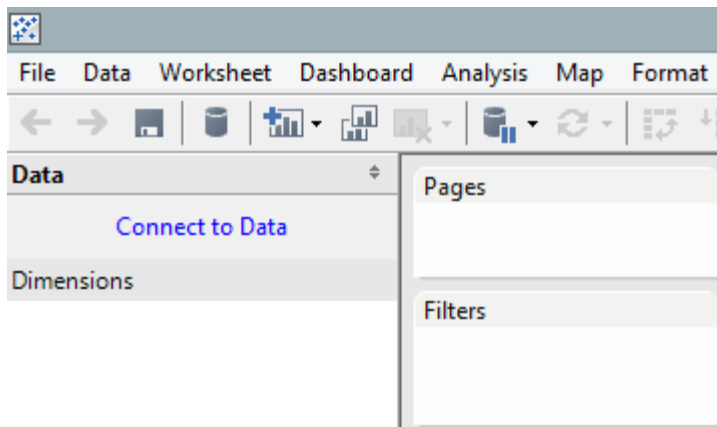 File Data Worksheet Dashboard Analysis Map Format
Data
Connect to Data
Dimensions
Pages
Filters